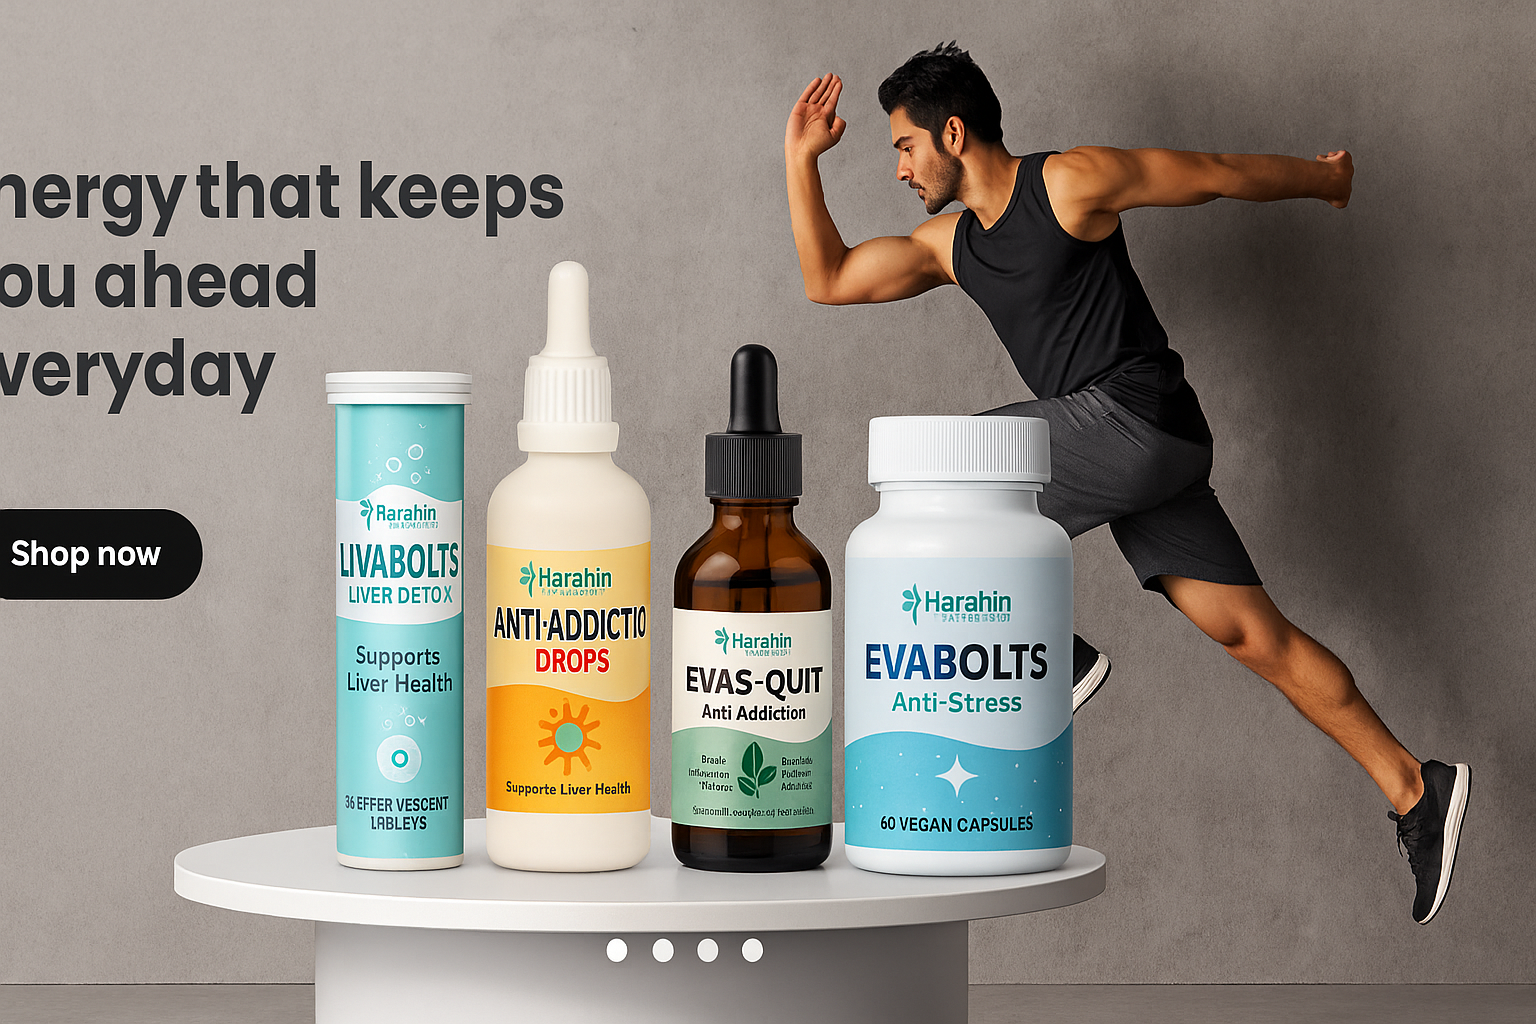 nergy that keeps
ou ahead
veryday
Shop now
Rarahin
LIVABOLTS
LIVER DETOX
Supports
Liver Health
36 EFFER VESCENT
LABLEYS
Harahin
ANTI-ADDICTIO
DROPS
Supporte Liver Health
Harahin
EVAS-QUIT
Anti Addiction
Harahin
EVABOLTS
Anti-Stress
60 VEGAN CAPSULES